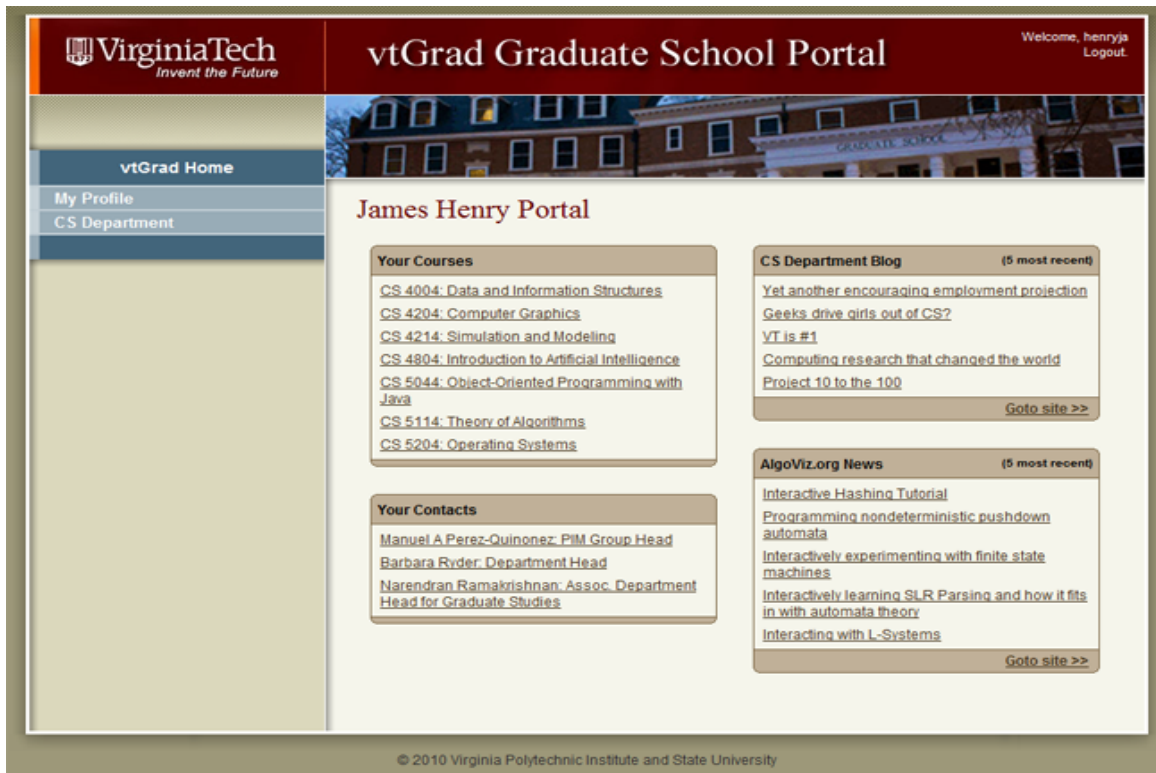 VirginiaTech
Invent the Future
vtGrad Graduate School Portal
Welcome, henryja
Logout.
GRADUATE SCHOOL
vtGrad Home
My Profile
CS Department
James Henry Portal
Your Courses
CS 4004: Data and Information Structures
CS 4204: Computer Graphics
CS 4214: Simulation and Modeling
CS 4804: Introduction to Artificial Intelligence
CS 5044: Object-Oriented Programming with
Java
CS 5114: Theory of Algorithms
CS 5204: Operating Systems
Your Contacts
Manuel A Perez-Quinonez: PIM Group Head
Barbara Ryder: Department Head
Narendran Ramakrishnan: Assoc. Department
Head for Graduate Studies
CS Department Blog (5 most recent)
Yet another encouraging employment projection
Geeks drive girls out of CS?
VT is #1
Computing research that changed the world
Project 10 to the 100
Goto site >>
AlgoViz.org News (5 most recent)
Interactive Hashing Tutorial
Programming nondeterministic pushdown
automata
Interactively experimenting with finite state
machines
Interactively learning SLR Parsing and how it fits
in with automata theory
Interacting with L-Systems
Goto site >>
© 2010 Virginia Polytechnic Institute and State University